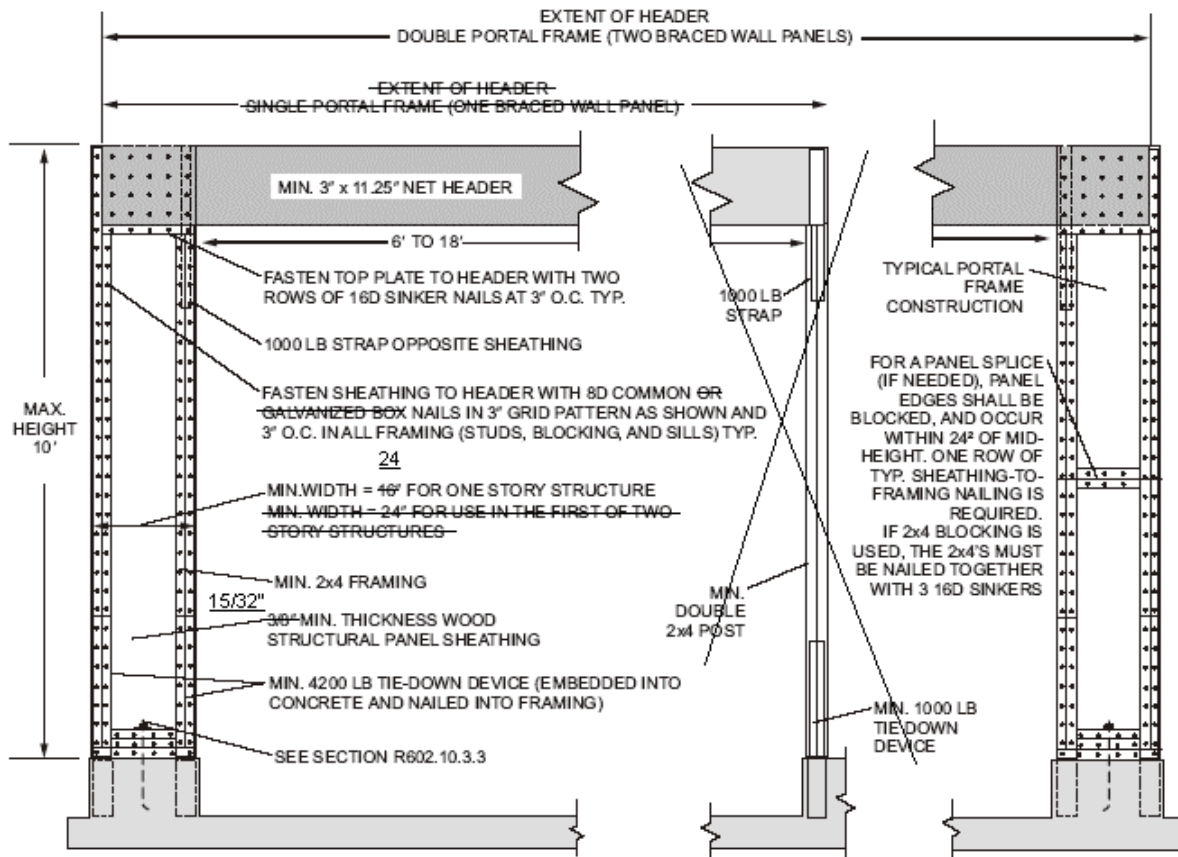 EXTENT OF HEADER
DOUBLE PORTAL FRAME (TWO BRACED WALL PANELS)
EXTENT OF HEADER
SINGLE PORTAL FRAME (ONE BRACED WALL PANEL)
MIN. 3" x 11.25" NET HEADER
6' TO 18'
FASTEN TOP PLATE TO HEADER WITH TWO
ROWS OF 16D SINKER NAILS AT 3" O.C. TYP.
1000 LB STRAP OPPOSITE SHEATHING
FASTEN SHEATHING TO HEADER WITH 8D COMMON OR
GALVANIZED BOX NAILS IN 3" GRID PATTERN AS SHOWN AND
3" O.C. IN ALL FRAMING (STUDS, BLOCKING, AND SILLS) TYP.
MAX.
HEIGHT
10'
24
MIN.WIDTH = 16" FOR ONE STORY STRUCTURE
MIN. WIDTH = 24" FOR USE IN THE FIRST OF TWO
STORY STRUCTURES
MIN. 2x4 FRAMING
15/32"
3/8" MIN. THICKNESS WOOD
STRUCTURAL PANEL SHEATHING
MIN. 4200 LB TIE-DOWN DEVICE (EMBEDDED INTO
CONCRETE AND NAILED INTO FRAMING)
SEE SECTION R602.10.3.3
1000 LB
STRAP
MIN.
DOUBLE
2x4 POST
MIN. 1000 LB
TIE DOWN
DEVICE
TYPICAL PORTAL
FRAME
CONSTRUCTION
FOR A PANEL SPLICE
(IF NEEDED), PANEL
EDGES SHALL BE
BLOCKED, AND OCCUR
WITHIN 24² OF MID-
HEIGHT. ONE ROW OF
TYP. SHEATHING-TO-
FRAMING NAILING IS
REQUIRED.
IF 2x4 BLOCKING IS
USED, THE 2x4'S MUST
BE NAILED TOGETHER
WITH 3 16D SINKERS